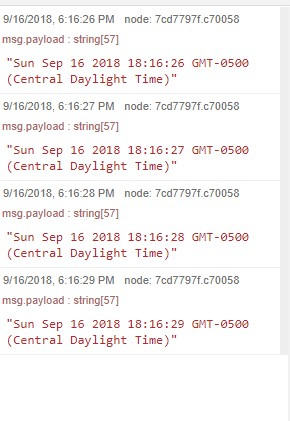 9/16/2018, 6:16:26 PM node: 7cd7797f.c70058
msg.payload : string[57]
"Sun Sep 16 2018 18:16:26 GMT-0500
(Central Daylight Time)"
9/16/2018, 6:16:27 PM node: 7cd7797f.c70058
msg.payload : string[57]
"Sun Sep 16 2018 18:16:27 GMT-0500
(Central Daylight Time)"
9/16/2018, 6:16:28 PM node: 7cd7797f.c70058
msg.payload : string[57]
"Sun Sep 16 2018 18:16:28 GMT-0500
(Central Daylight Time)"
9/16/2018, 6:16:29 PM node: 7cd7797f.c70058
msg.payload : string[57]
"Sun Sep 16 2018 18:16:29 GMT-0500
(Central Daylight Time)"